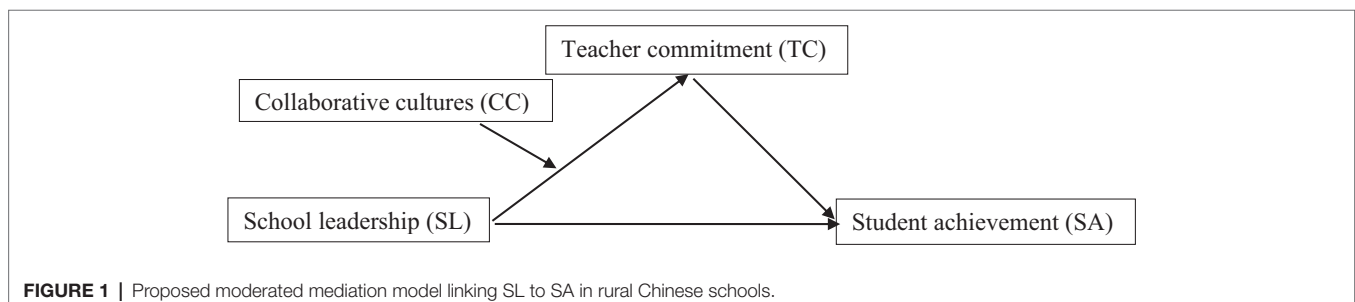 Teacher commitment (TC)
Collaborative cultures (CC)
School leadership (SL)
Student achievement (SA)
FIGURE 1 | Proposed moderated mediation model linking SL to SA in rural Chinese schools.